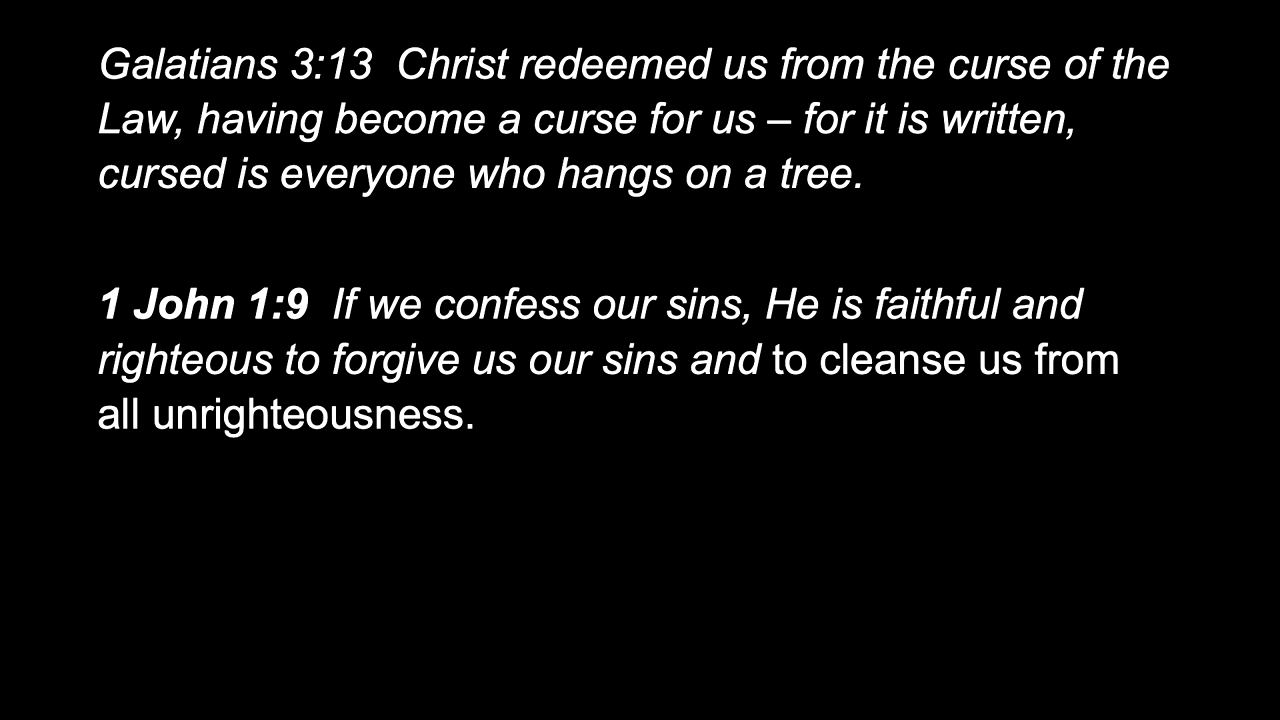 Galatians 3:13  Christ redeemed us from the curse of the
Law, having become a curse for us – for it is written,
cursed is everyone who hangs on a tree.
1 John 1:9  If we confess our sins, He is faithful and
righteous to forgive us our sins and to cleanse us from
all unrighteousness.